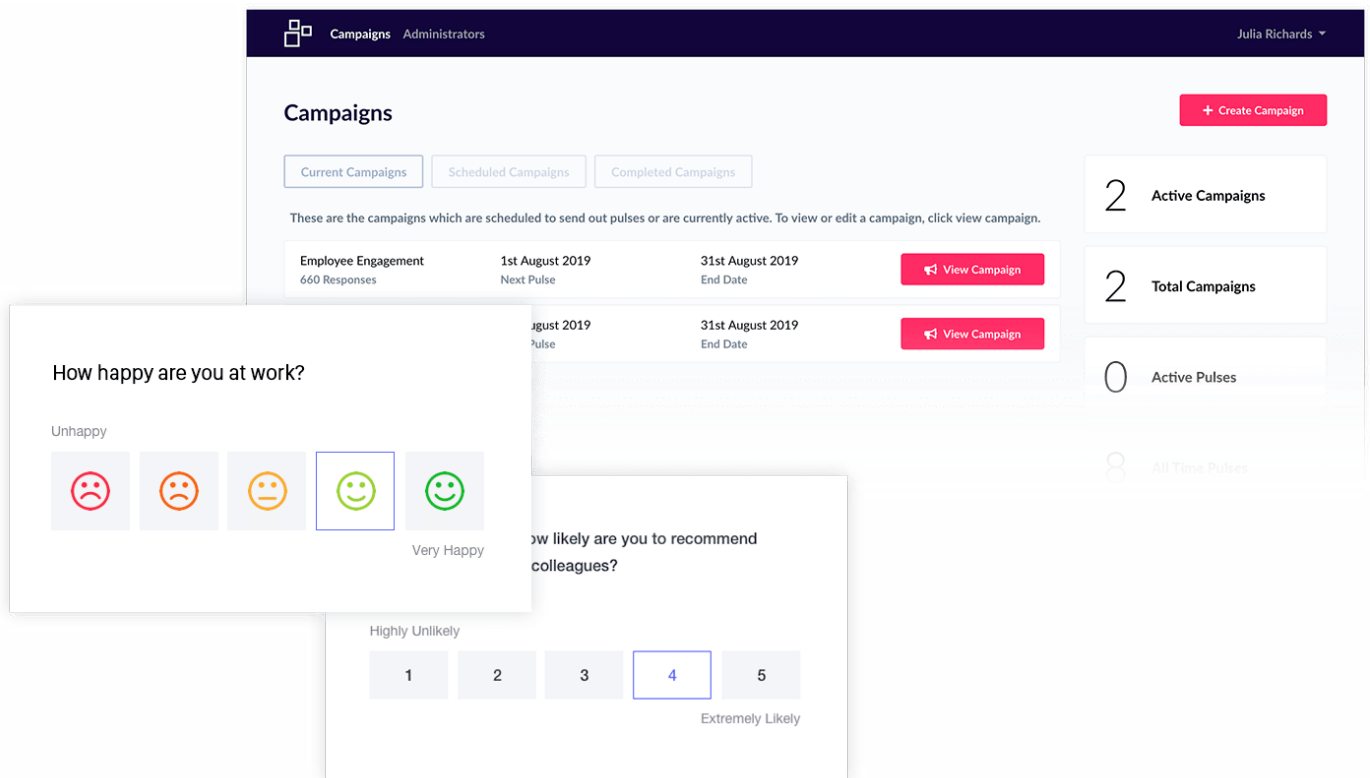 Campaigns Administrators Julia Richards
Campaigns
+ Create Campaign
Current Campaigns Scheduled Campaigns Completed Campaigns
These are the campaigns which are scheduled to send out pulses or are currently active. To view or edit a campaign, click view campaign.
Employee Engagement 1st August 2019 31st August 2019 View Campaign
660 Responses Next Pulse End Date
31st August 2019 View Campaign
2019
Pulse End Date
2 Active Campaigns
2 Total Campaigns
0 Active Pulses
8 All Time Pulses
How happy are you at work?
Unhappy
Very Happy
likely are you to recommend
colleagues?
Highly Unlikely
1 2 3 4 5
Extremely Likely